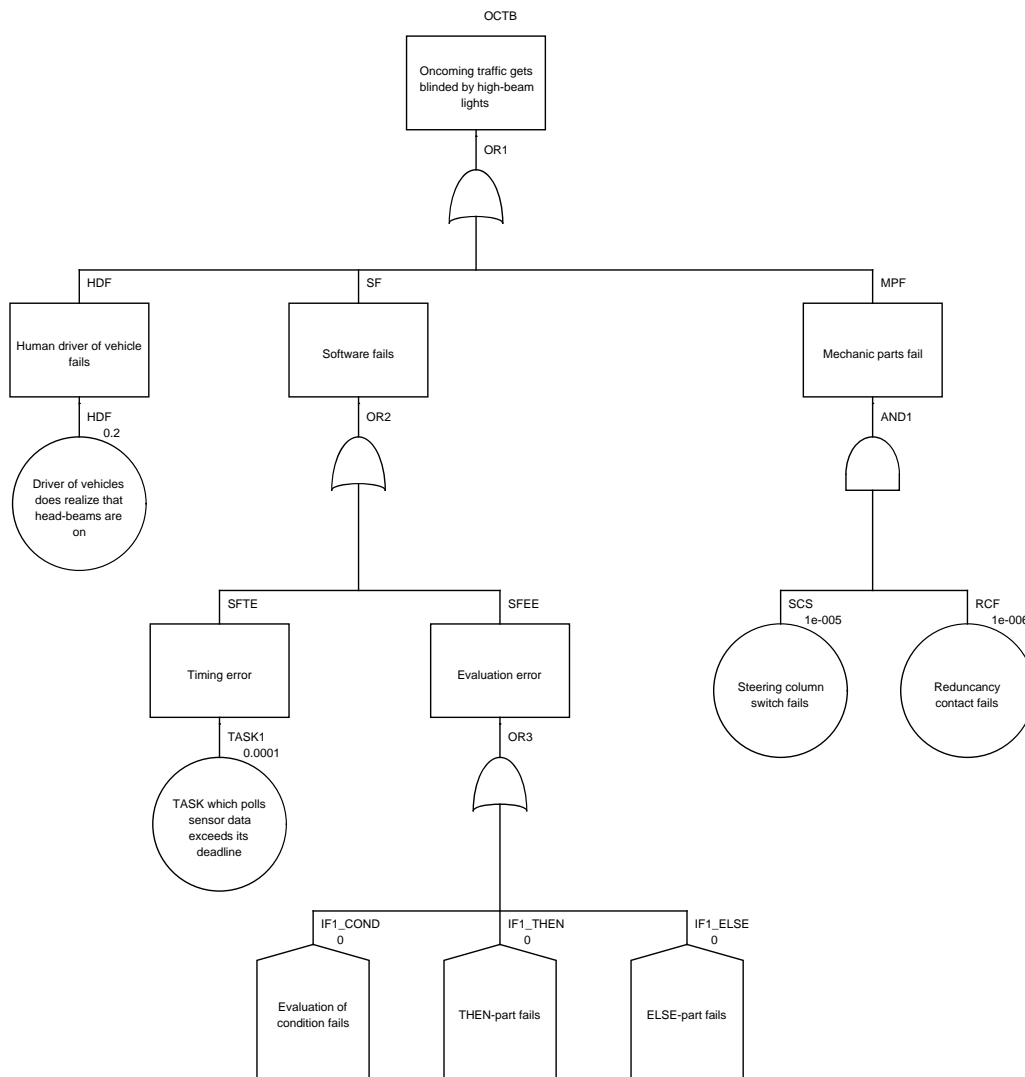 OCTB
Oncoming traffic gets
blinded by high-beam
lights
OR1
HDF
SF
MPF
Human driver of vehicle
fails
Software fails
Mechanic parts fail
HDF
0.2
OR2
AND1
Driver of vehicles
does realize that
head-beams are
on
SFTE
SFEE
SCS
1e-005
RCF
1e-006
Timing error
Evaluation error
Steering column
switch fails
Reduncancy
contact fails
TASK1
0.0001
OR3
TASK which polls
sensor data
exceeds its
deadline
IF1_COND
0
IF1_THEN
0
IF1_ELSE
0
Evaluation of
condition fails
THEN-part fails
ELSE-part fails